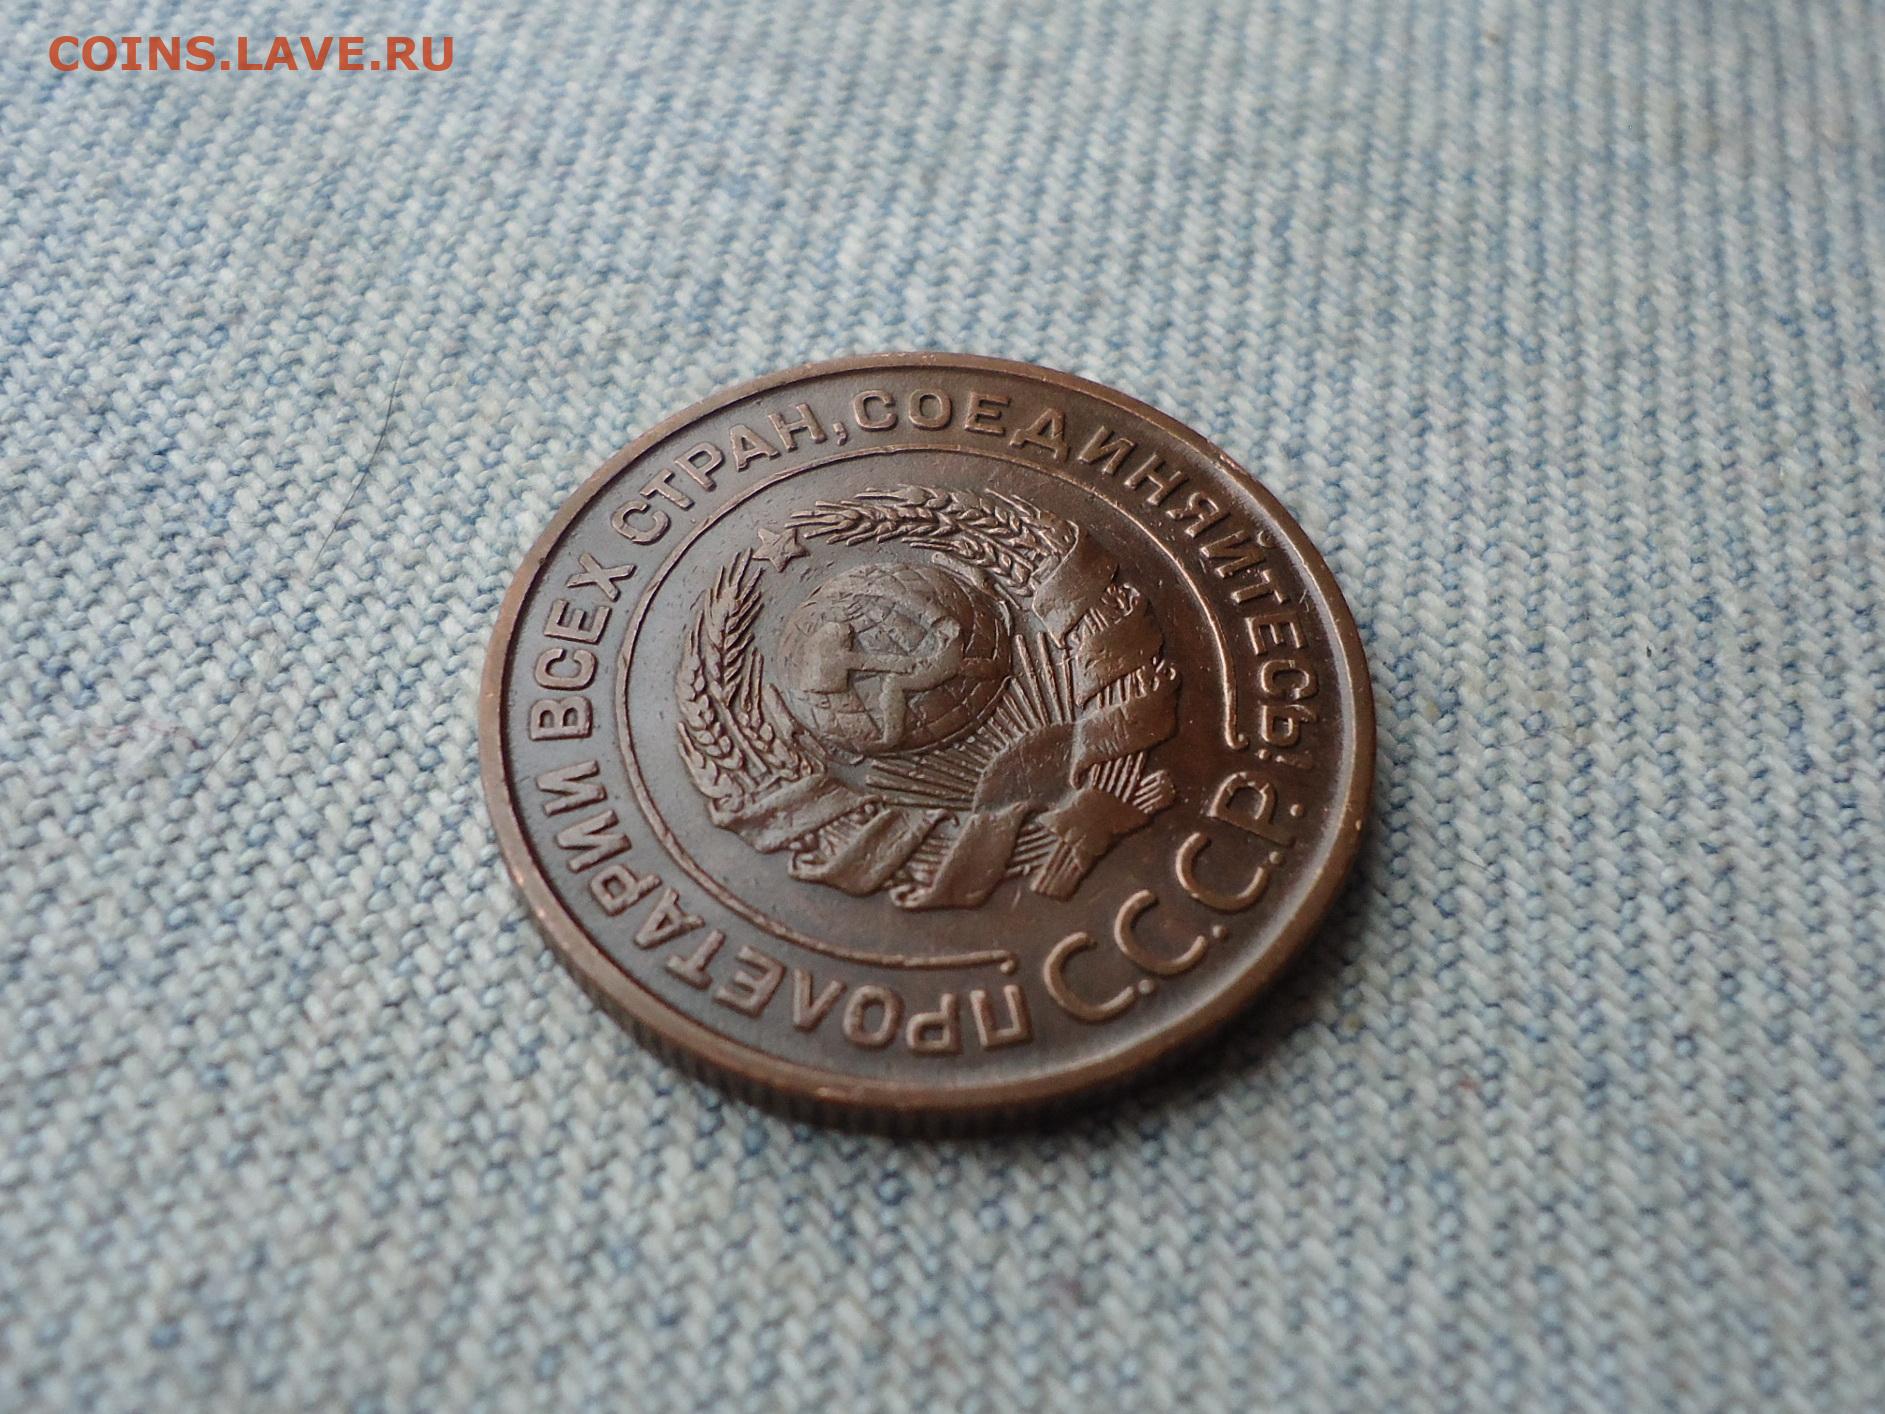 COINS.LAVE.RU
ПРОЛЕТАРИИ ВСЕХ СТРАН, СОЕДИНЯЙТЕСЬ!
С.С.С.Р.